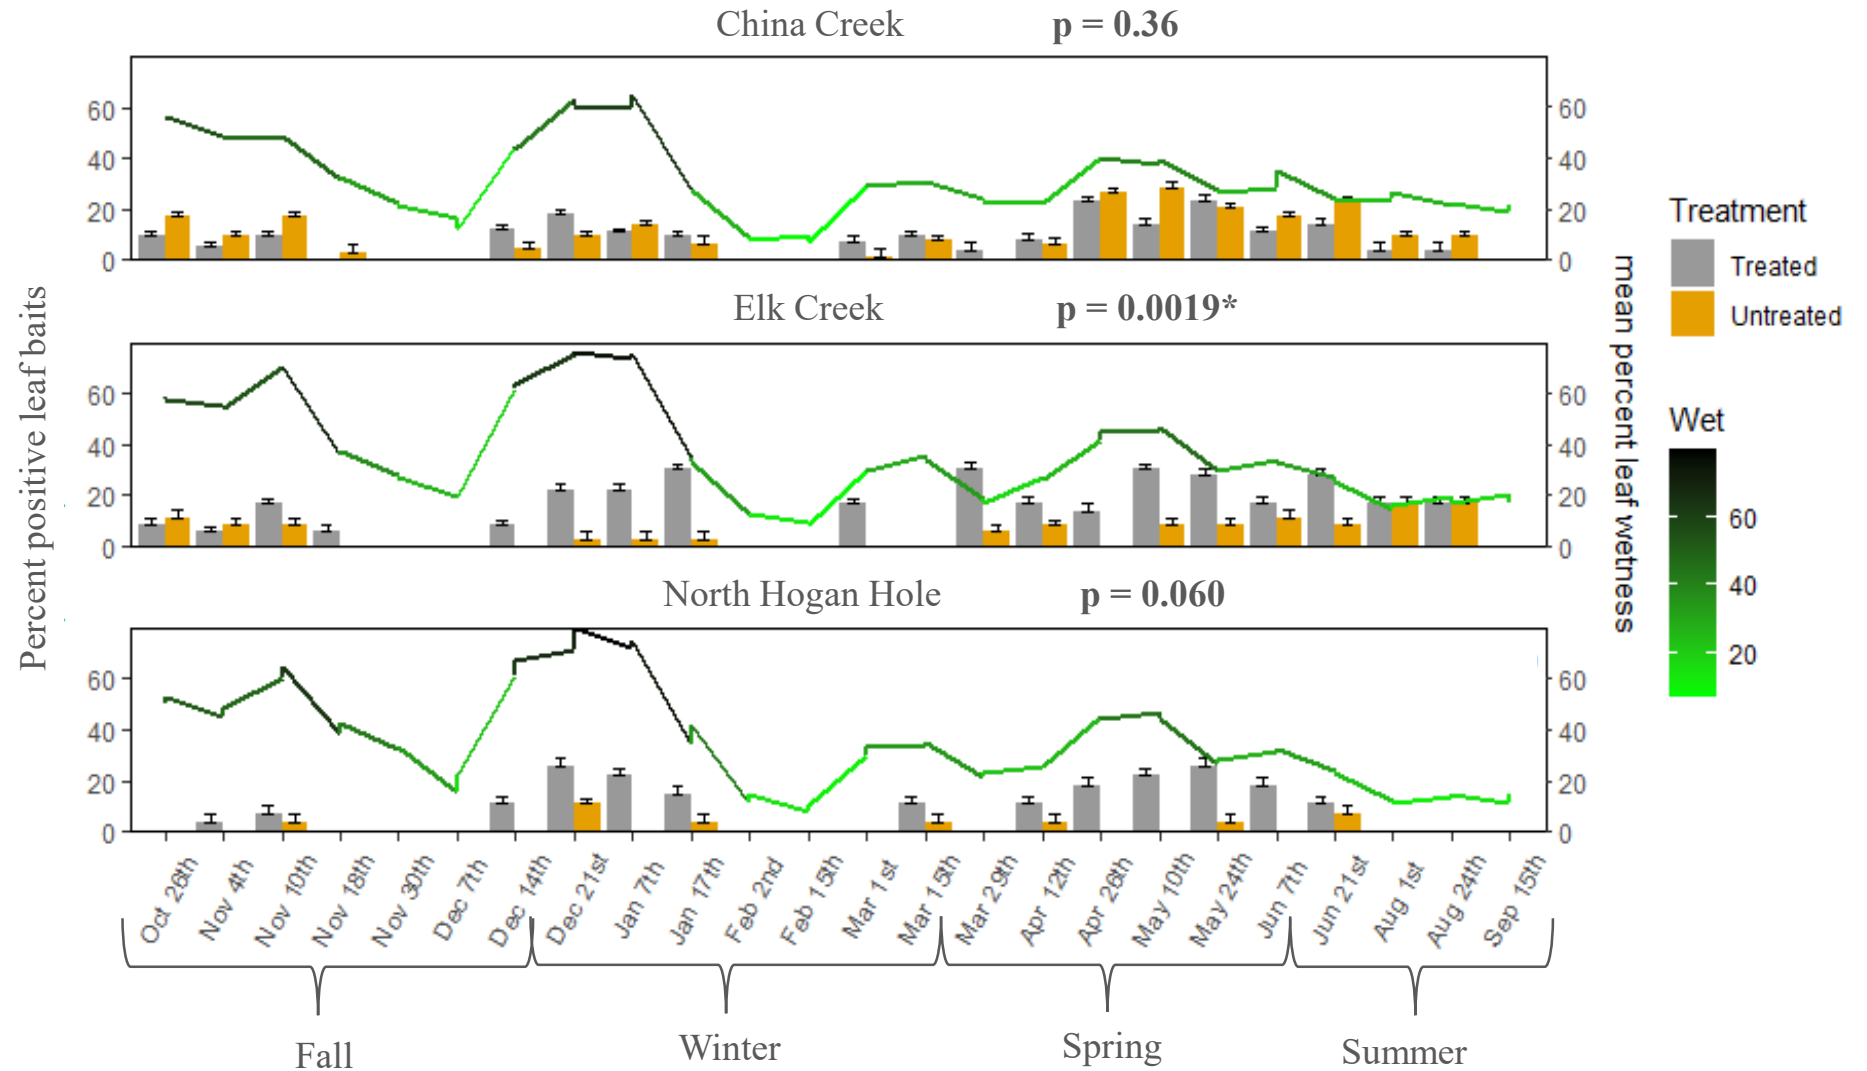 China Creek p = 0.36
60
40
20
0
60
40
20
0
Elk Creek p = 0.0019*
60
40
20
0
60
40
20
0
North Hogan Hole p = 0.060
60
40
20
0
60
40
20
0
Percent positive leaf baits
mean percent leaf wetness
Treatment
Treated
Untreated
Wet
60
40
20
Oct 26th
Nov 4th
Nov 10th
Nov 18th
Nov 30th
Dec 7th
Dec 14th
Dec 21st
Jan 7th
Jan 17th
Feb 2nd
Feb 15th
Mar 1st
Mar 15th
Mar 29th
Apr 12th
Apr 26th
May 10th
May 24th
Jun 7th
Jun 21st
Aug 1st
Aug 24th
Sep 15th
Fall
Winter
Spring
Summer